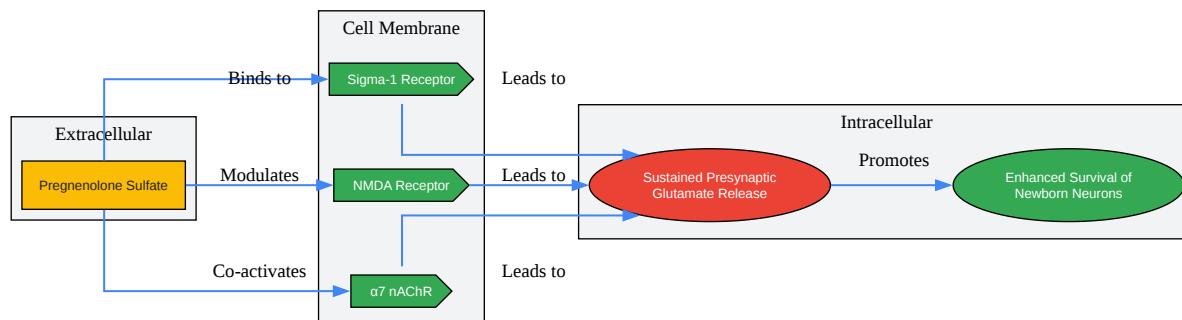 Cell Membrane
Binds to
Sigma-1 Receptor
Leads to
Extracellular
Intracellular
Pregnenolone Sulfate
Modulates
NMDA Receptor
Leads to
Sustained Presynaptic
Glutamate Release
Promotes
Enhanced Survival of
Newborn Neurons
Co-activates
α7 nAChR
Leads to